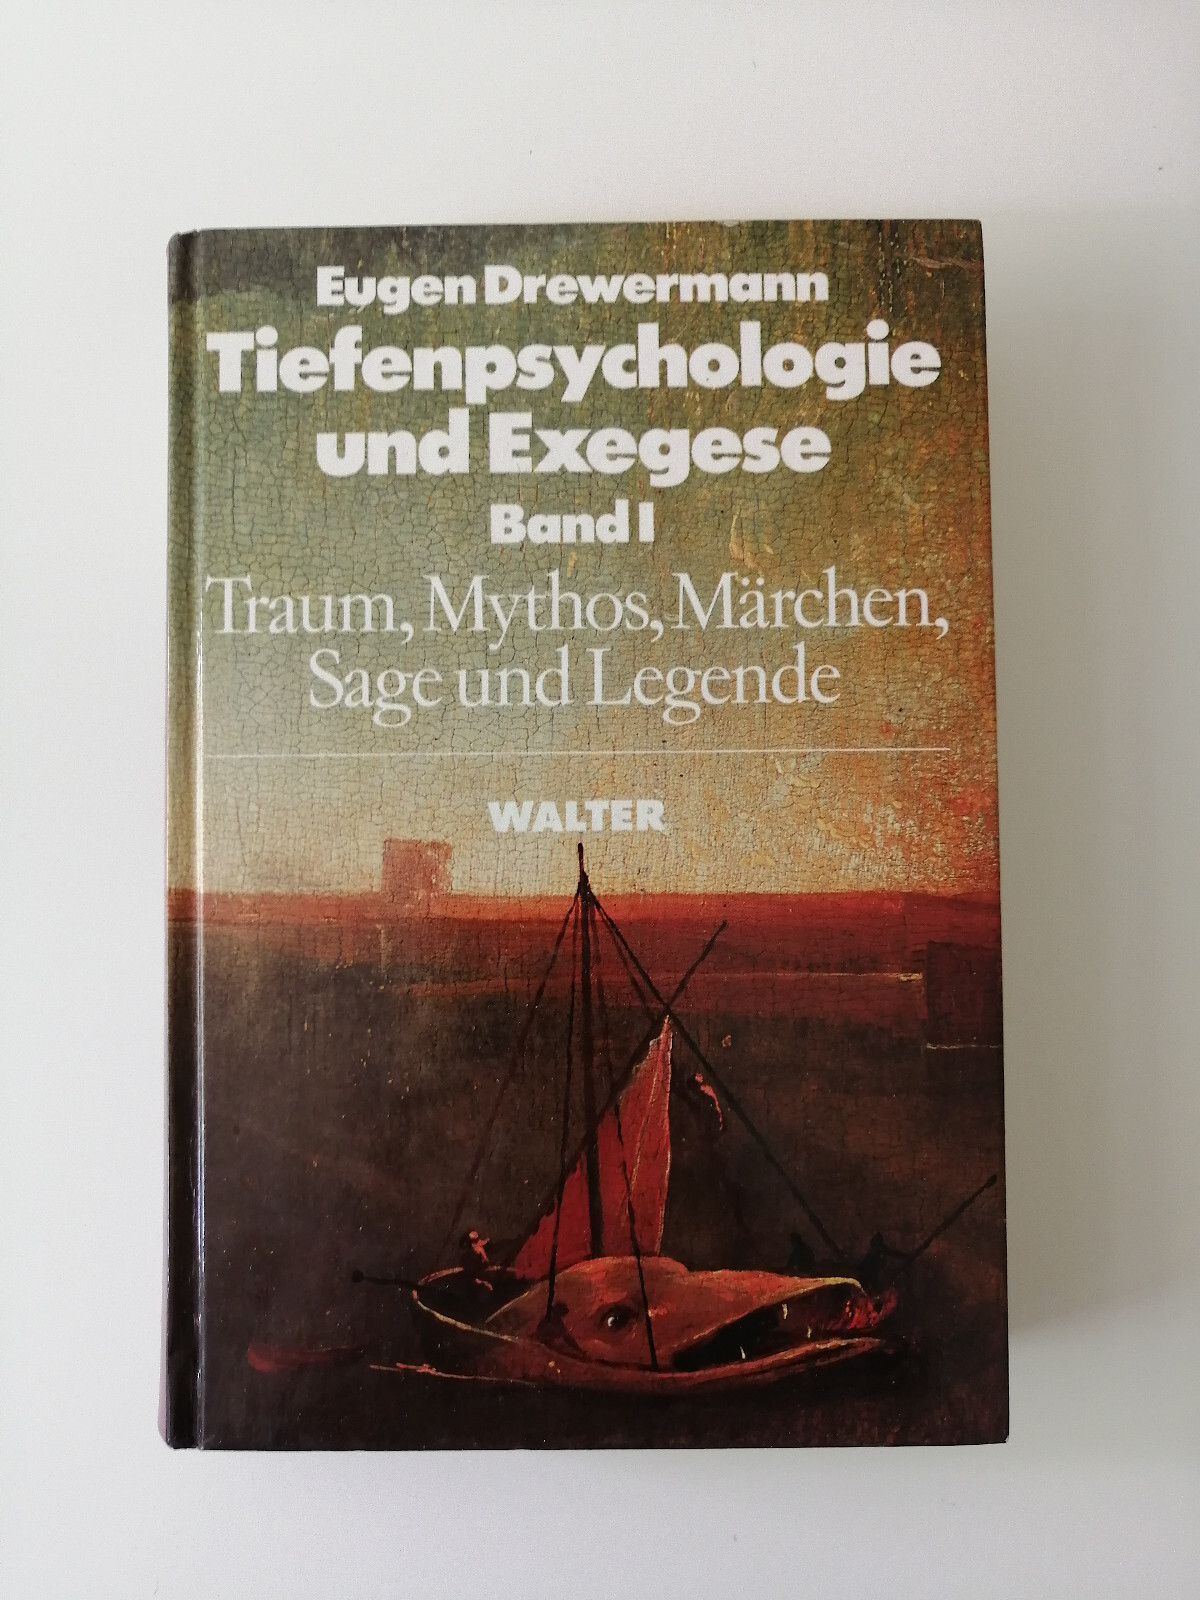 Eugen Drewermann
Tiefenpsychologie
und Exegese
Band I
Traum, Mythos, Märchen,
Sage und Legende
WALTER